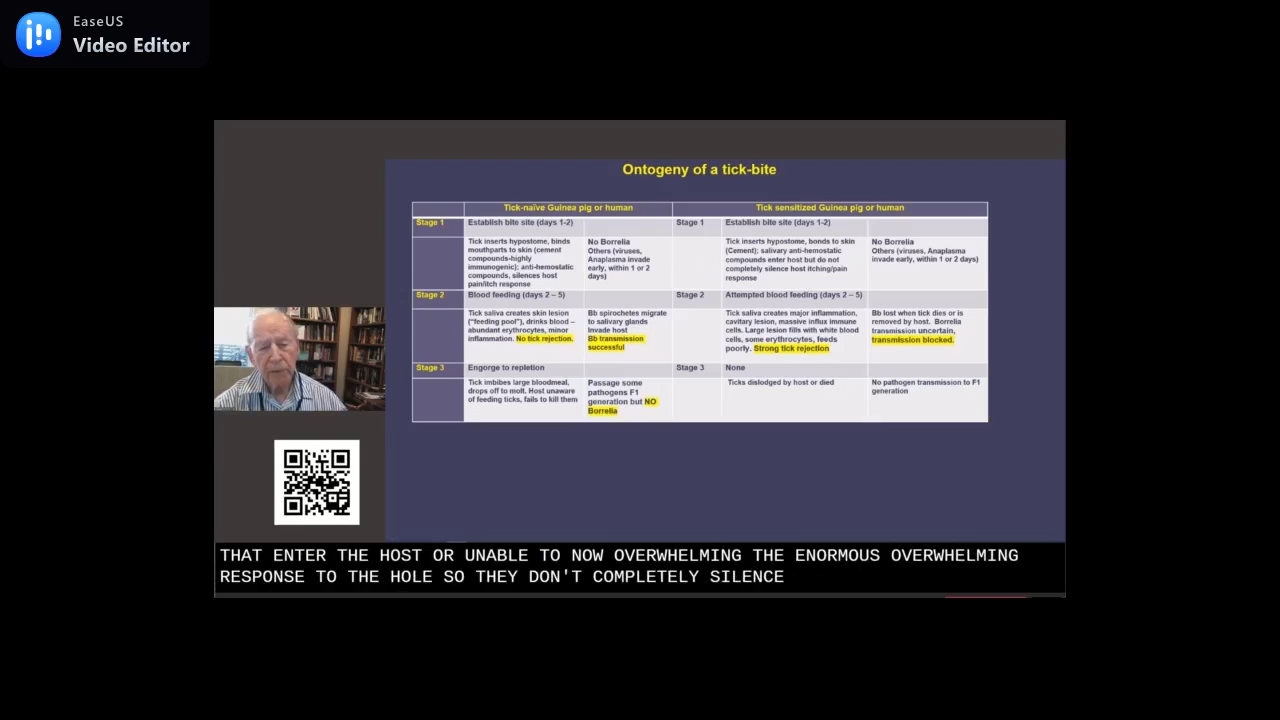 EaseUS
Video Editor
Ontogeny of a tick-bite
Tick-naïve Guinea pig or human
Tick sensitized Guinea pig or human
Stage 1
Establish bite site (days 1-2)
Stage 1
Establish bite site (days 1-2)
Tick inserts hypostome, binds
mouthparts to skin (cement
compounds-highly
immunogenic); anti-hemostatic
compounds, silences host
pain/itch response
No Borrelia
Others (viruses,
Anaplasma invade
early, within 1 or 2
days)
Tick inserts hypostome, bonds to skin
(Cement); salivary anti-hemostatic
compounds enter host but do not
completely silence host itching/pain
response
No Borrelia
Others (viruses, Anaplasma
invade early, within 1 or 2 days)
Stage 2
Blood feeding (days 2 – 5)
Stage 2
Attempted blood feeding (days 2 – 5)
Tick saliva creates skin lesion
("feeding pool"), drinks blood –
abundant erythrocytes, minor
inflammation. No tick rejection.
Bb spirochetes migrate
to salivary glands
Invade host
Bb transmission
successful
Tick saliva creates major inflammation,
cavitary lesion, massive influx immune
cells. Large lesion fills with white blood
cells, some erythrocytes, feeds
poorly. Strong tick rejection
Bb lost when tick dies or is
removed by host. Borrelia
transmission uncertain,
transmission blocked.
Stage 3
Engorge to repletion
Stage 3
None
Tick imbibes large bloodmeal,
drops off to molt. Host unaware
of feeding ticks, fails to kill them
Passage some
pathogens F1
generation but NO
Borrelia
Ticks dislodged by host or died
No pathogen transmission to F1
generation
THAT ENTER THE HOST OR UNABLE TO NOW OVERWHELMING THE ENORMOUS OVERWHELMING
RESPONSE TO THE HOLE SO THEY DON'T COMPLETELY SILENCE